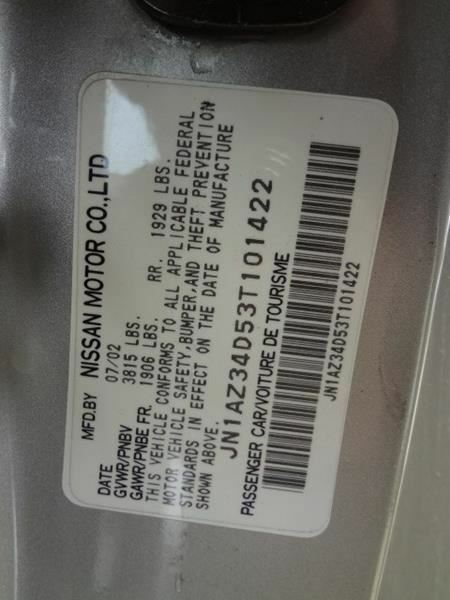 MFD.BY NISSAN MOTOR CO.,LTD
DATE 07/02
GVWR/PNBV 3815 LBS.
GAWR/PNBE FR. 1906 LBS. RR. 1929 LBS.
THIS VEHICLE CONFORMS TO ALL APPLICABLE FEDERAL
MOTOR VEHICLE SAFETY,BUMPER,AND THEFT PREVENTION
STANDARDS IN EFFECT ON THE DATE OF MANUFACTURE
SHOWN ABOVE.
JN1AZ34D53T101422
PASSENGER CAR/VOITURE DE TOURISME
JN1AZ34D53T101422